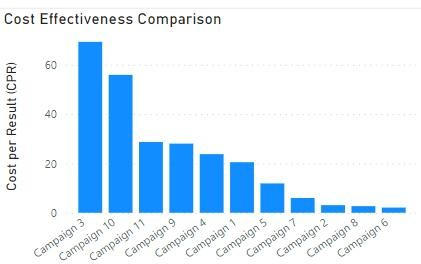 Cost Effectiveness Comparison
Cost per Result (CPR)
60
40
20
0
Campaign 3
Campaign 10
Campaign 11
Campaign 9
Campaign 4
Campaign 1
Campaign 5
Campaign 7
Campaign 2
Campaign 8
Campaign 6